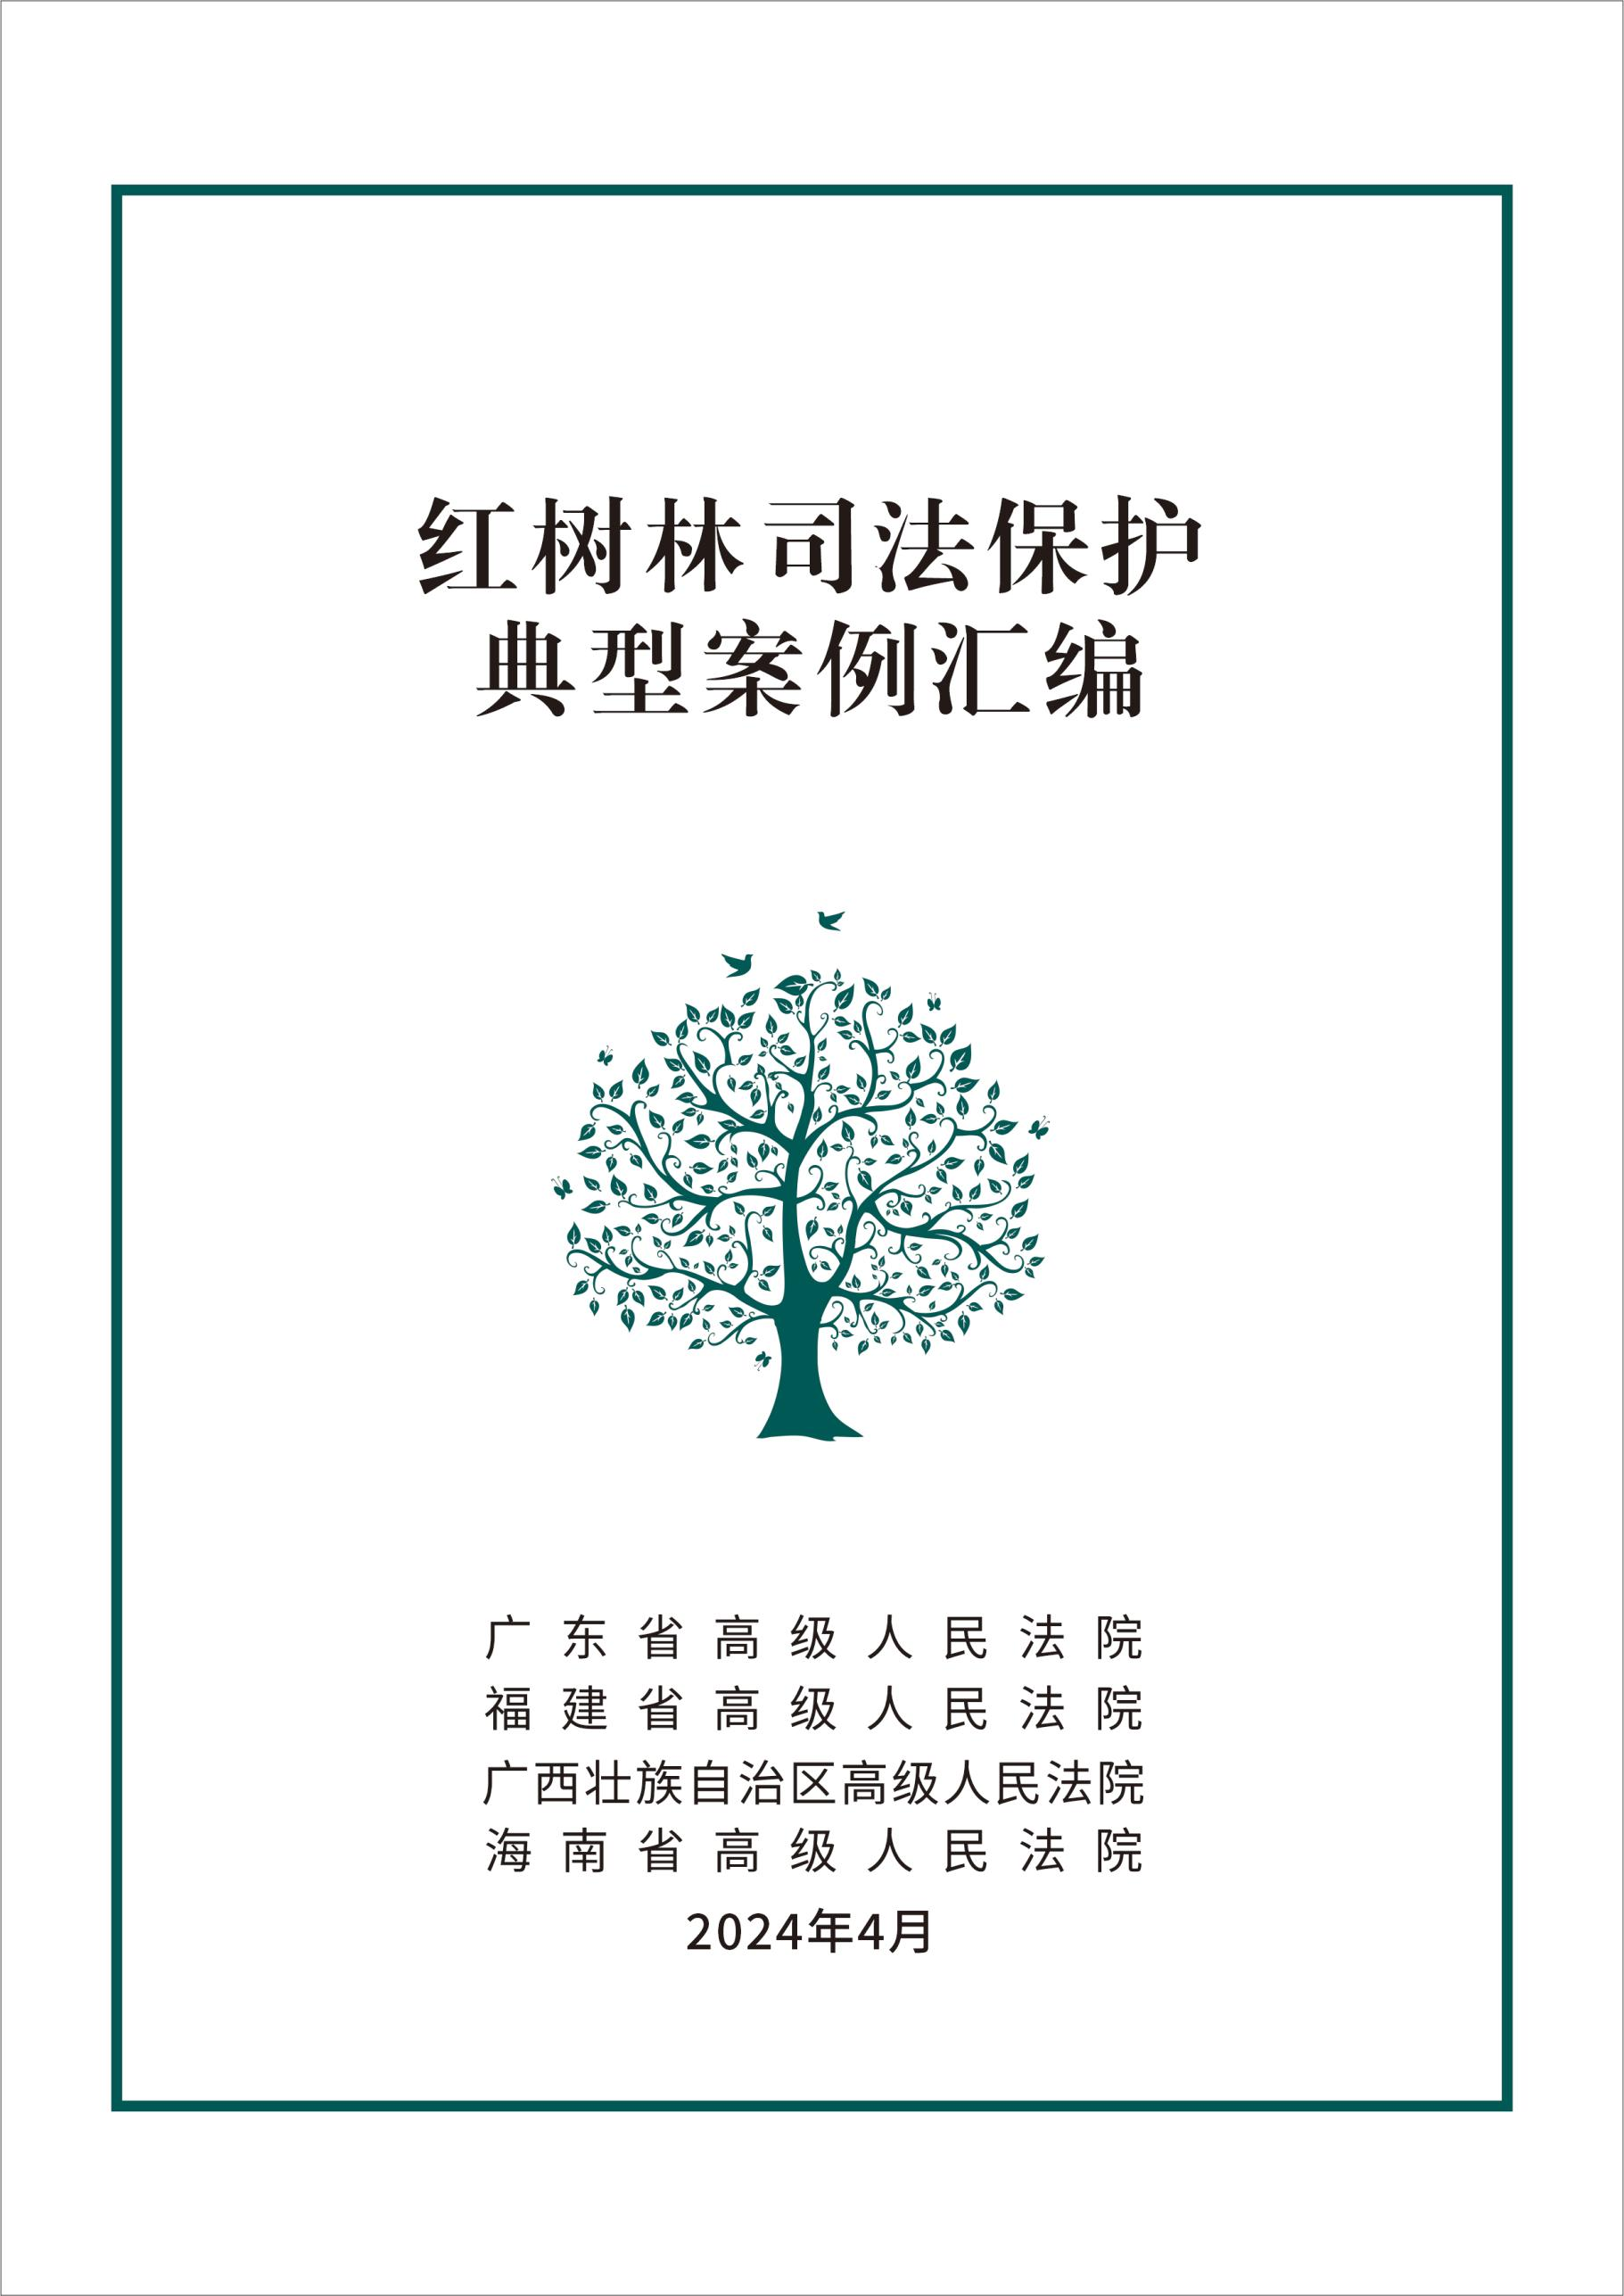 红树林司法保护
典型案例汇编
广东省高级人民法院
福建省高级人民法院
广西壮族自治区高级人民法院
海南省高级人民法院
2024年4月